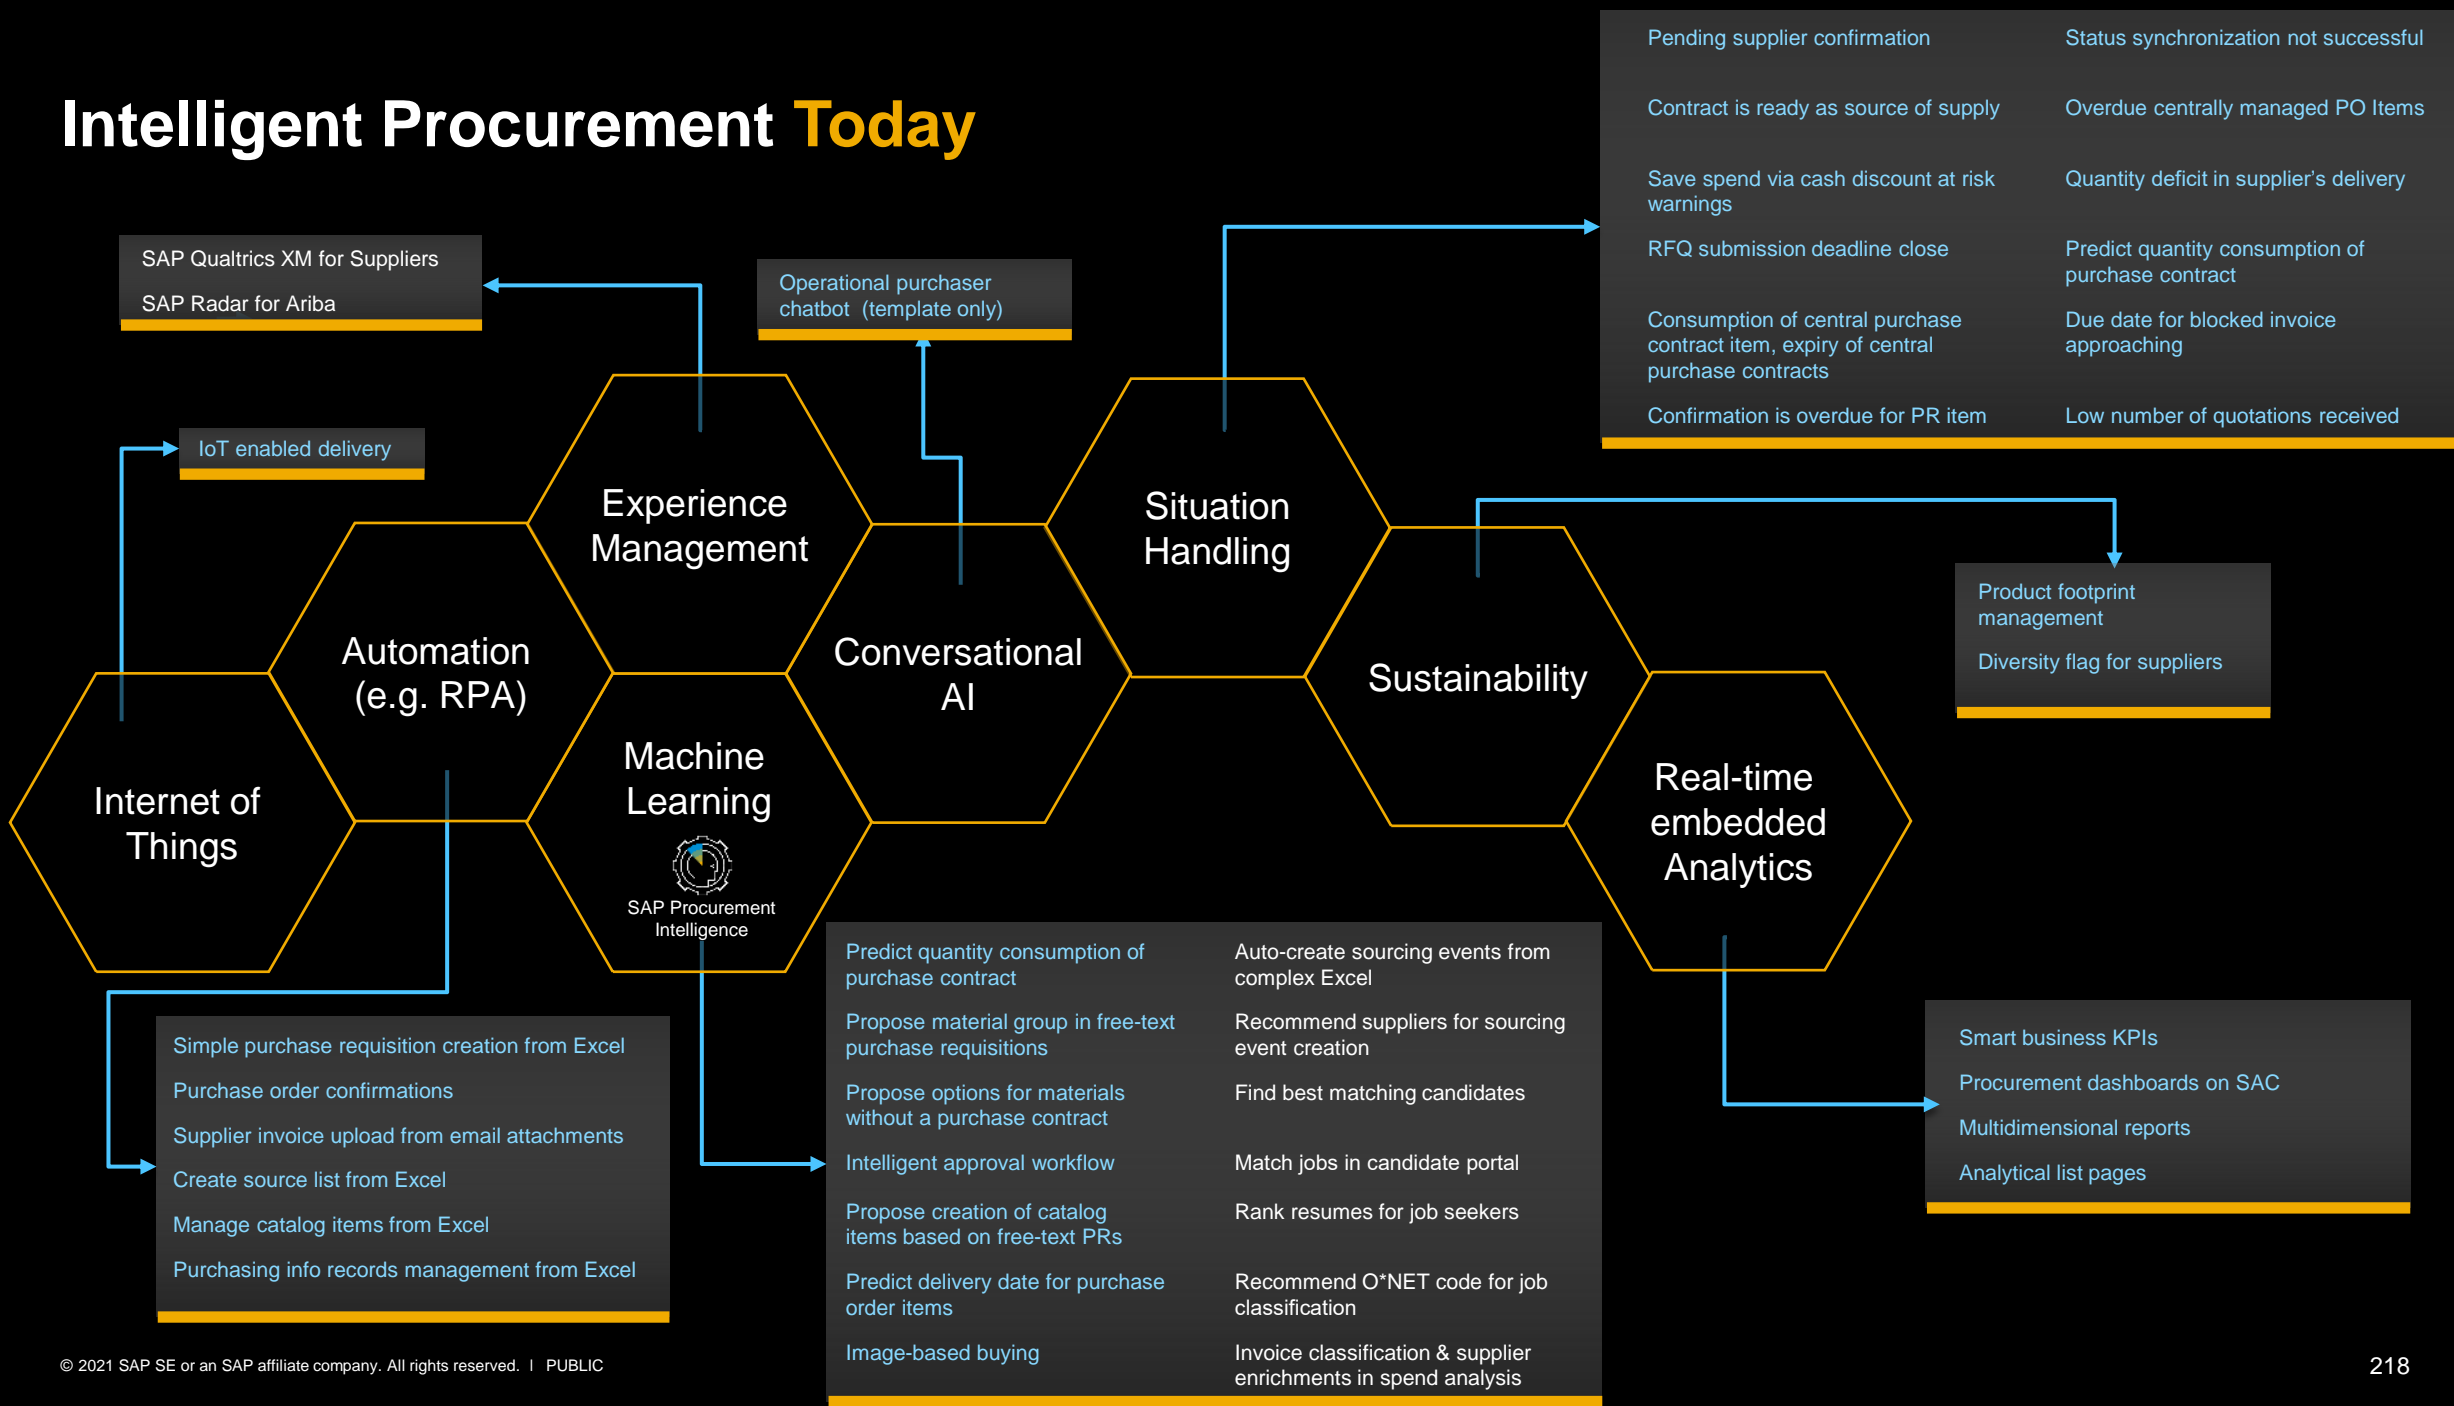 Intelligent Procurement Today
Pending supplier confirmation
Status synchronization not successful
Contract is ready as source of supply
Overdue centrally managed PO Items
Save spend via cash discount at risk
warnings
Quantity deficit in supplier’s delivery
RFQ submission deadline close
Predict quantity consumption of
purchase contract
Consumption of central purchase
contract item, expiry of central
purchase contracts
Due date for blocked invoice
approaching
Confirmation is overdue for PR item
Low number of quotations received
SAP Qualtrics XM for Suppliers
SAP Radar for Ariba
Operational purchaser
chatbot (template only)
IoT enabled delivery
Experience
Management
Situation
Handling
Product footprint
management
Diversity flag for suppliers
Automation
(e.g. RPA)
Conversational
AI
Sustainability
Internet of
Things
Machine
Learning
SAP Procurement
Intelligence
Real-time
embedded
Analytics
Simple purchase requisition creation from Excel
Purchase order confirmations
Supplier invoice upload from email attachments
Create source list from Excel
Manage catalog items from Excel
Purchasing info records management from Excel
Predict quantity consumption of
purchase contract
Auto-create sourcing events from
complex Excel
Propose material group in free-text
purchase requisitions
Recommend suppliers for sourcing
event creation
Propose options for materials
without a purchase contract
Find best matching candidates
Intelligent approval workflow
Match jobs in candidate portal
Propose creation of catalog
items based on free-text PRs
Rank resumes for job seekers
Predict delivery date for purchase
order items
Recommend O*NET code for job
classification
Image-based buying
Invoice classification & supplier
enrichments in spend analysis
Smart business KPIs
Procurement dashboards on SAC
Multidimensional reports
Analytical list pages
© 2021 SAP SE or an SAP affiliate company. All rights reserved. ǀ PUBLIC
218